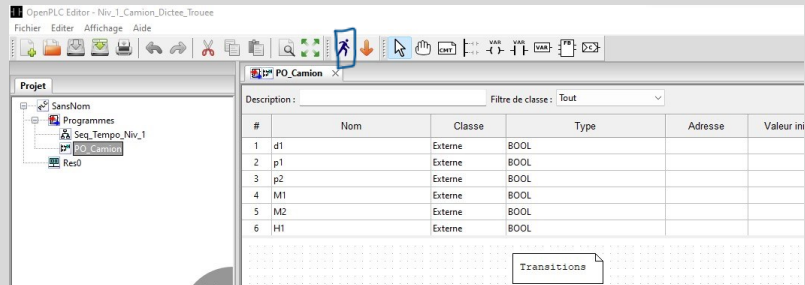 OpenPLC Editor - Niv_1_Camion_Dictee_Trouee
Fichier Editer Affichage Aide
CMT VAR VAR VAR FB
Projet
PO_Camion
SansNom
Programmes
Seq_Tempo_Niv_1
PO_Camion
Res0
Description : Filtre de classe : Tout
# Nom Classe Type Adresse Valeur ini
1 d1 Externe BOOL
2 p1 Externe BOOL
3 p2 Externe BOOL
4 M1 Externe BOOL
5 M2 Externe BOOL
6 H1 Externe BOOL
Transitions